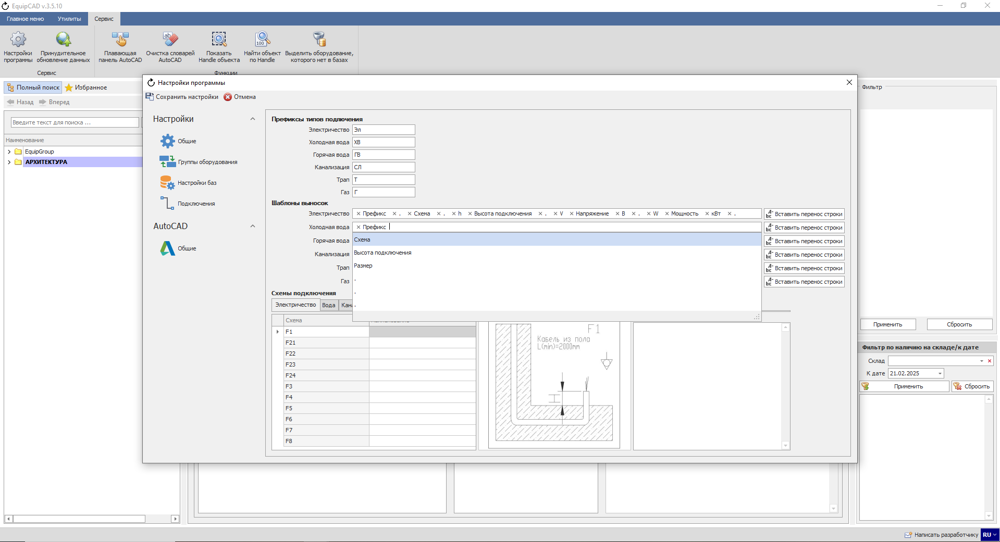 EquipCAD v.3.5.10
Главное меню Утилиты Сервис
Настройки программы
Принудительное обновление данных
Плавающая панель AutoCAD
Очистка словарей AutoCAD
Показать Handle объекта
Найти объект по Handle
Выделить оборудование, которого нет в базах
Сервис
Функции
Полный поиск Избранное
Назад Вперед
Введите текст для поиска ...
Наименование
EquipGroup
АРХИТЕКТУРА
Настройки программы
Сохранить настройки Отмена
Настройки
Общие
Группы оборудования
Настройки баз
Подключения
AutoCAD
Общие
Префиксы типов подлючения
Электричество Эл
Холодная вода ХВ
Горячая вода ГВ
Канализация СЛ
Трап Т
Газ Г
Шаблоны выносок
Электричество × Префикс × . × Схема × . × h × Высота подключения × . × V × Напряжение × В × . × W × Мощность × кВт × . Вставить перенос строки
Холодная вода × Префикс Вставить перенос строки
Горячая вода Схема Вставить перенос строки
Канализация Высота подключения Вставить перенос строки
Трап Размер Вставить перенос строки
Газ . Вставить перенос строки
.
.
Схемы подключения
Электричество Вода Кан
Схема
F1
F21
F22
F23
F24
F3
F4
F5
F6
F7
F8
F1
Кабель из пола
L(min)=2000mm
H
Фильтр
Применить Сбросить
Фильтр по наличию на складе/к дате
Склад
К дате 21.02.2025
Применить Сбросить
Написать разработчику RU